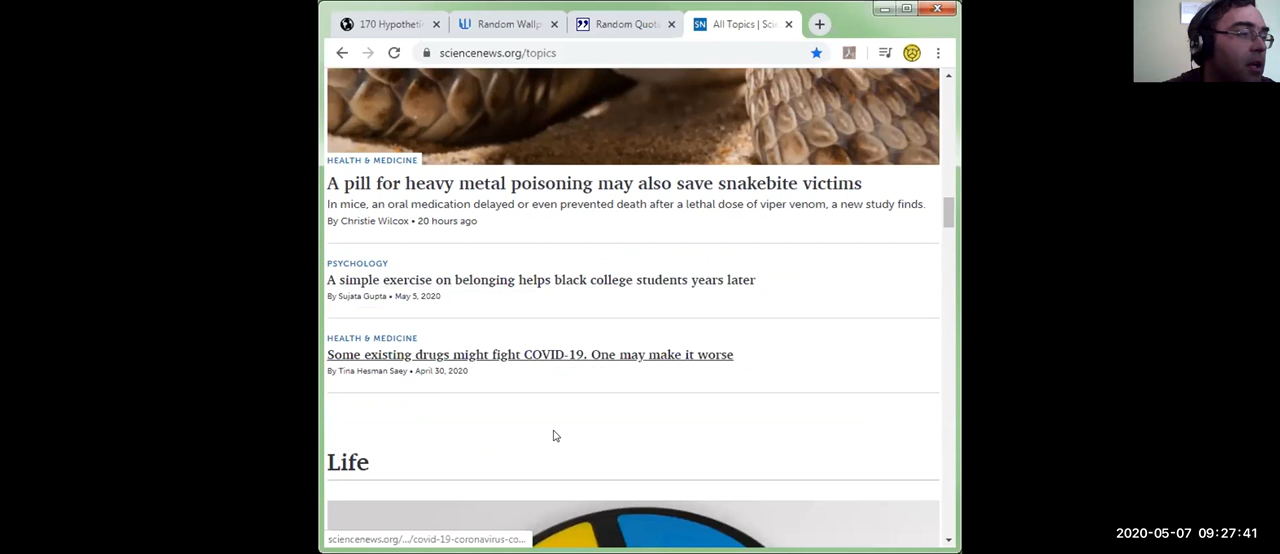 170 Hypotheti
Random Wallp
Random Quot
All Topics | Scie
sciencenews.org/topics
HEALTH & MEDICINE
A pill for heavy metal poisoning may also save snakebite victims
In mice, an oral medication delayed or even prevented death after a lethal dose of viper venom, a new study finds.
By Christie Wilcox • 20 hours ago
PSYCHOLOGY
A simple exercise on belonging helps black college students years later
By Sujata Gupta • May 5, 2020
HEALTH & MEDICINE
Some existing drugs might fight COVID-19. One may make it worse
By Tina Hesman Saey • April 30, 2020
Life
sciencenews.org/.../covid-19-coronavirus-co...
2020-05-07 09:27:41